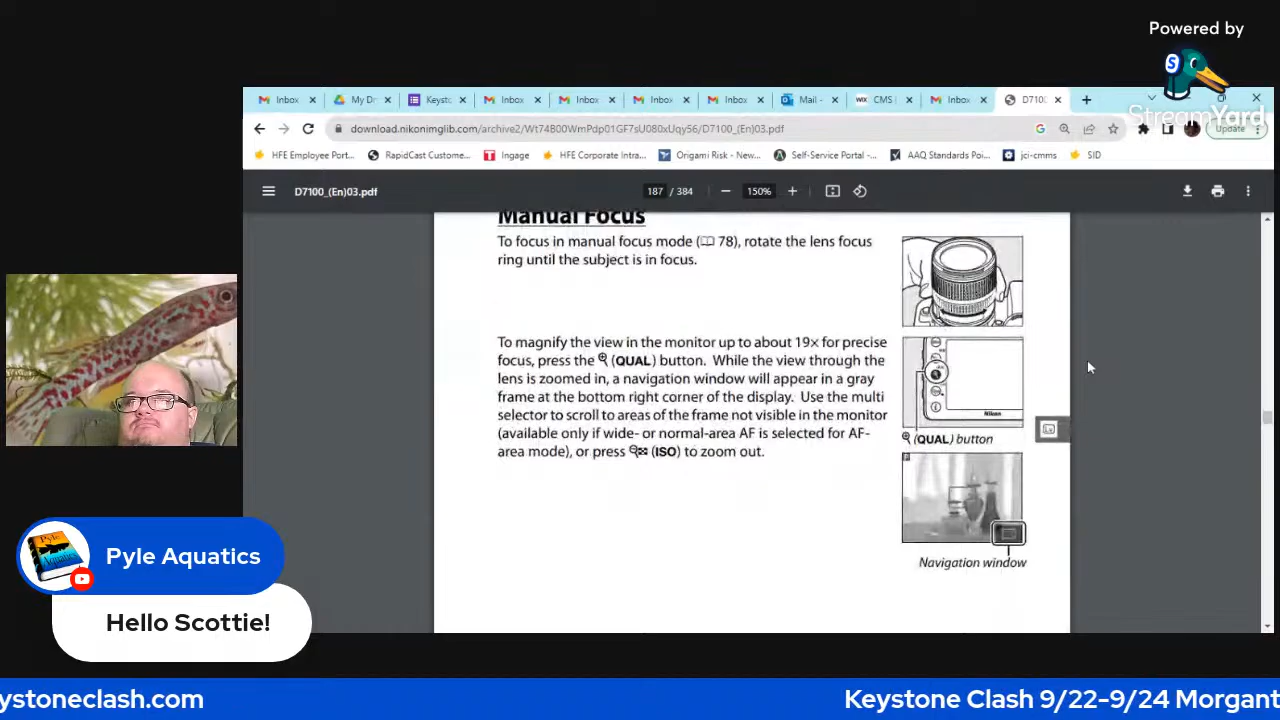 Powered by
StreamYard
Inbox
My Dr
Keysto
Inbox
Inbox
Inbox
Inbox
Mail -
WIX CMS |
Inbox
D710
download.nikonimglib.com/archive2/Wt74B00WmPdp01GF7sU080xUqy56/D7100_(En)03.pdf
Update
HFE Employee Port...
RapidCast Custome...
Ingage
HFE Corporate Intra...
Origami Risk - New...
Self-Service Portal -...
AAQ Standards Poi...
jci-cmms
SID
D7100_(En)03.pdf
187 / 384
150%
Manual Focus
To focus in manual focus mode (78), rotate the lens focus
ring until the subject is in focus.
To magnify the view in the monitor up to about 19× for precise
focus, press the (QUAL) button. While the view through the
lens is zoomed in, a navigation window will appear in a gray
frame at the bottom right corner of the display. Use the multi
selector to scroll to areas of the frame not visible in the monitor
(available only if wide- or normal-area AF is selected for AF-
area mode), or press (ISO) to zoom out.
Nikon
(QUAL) button
Navigation window
Lv
Pyle Aquatics
Hello Scottie!
ystoneclash.com
Keystone Clash 9/22-9/24 Morgant